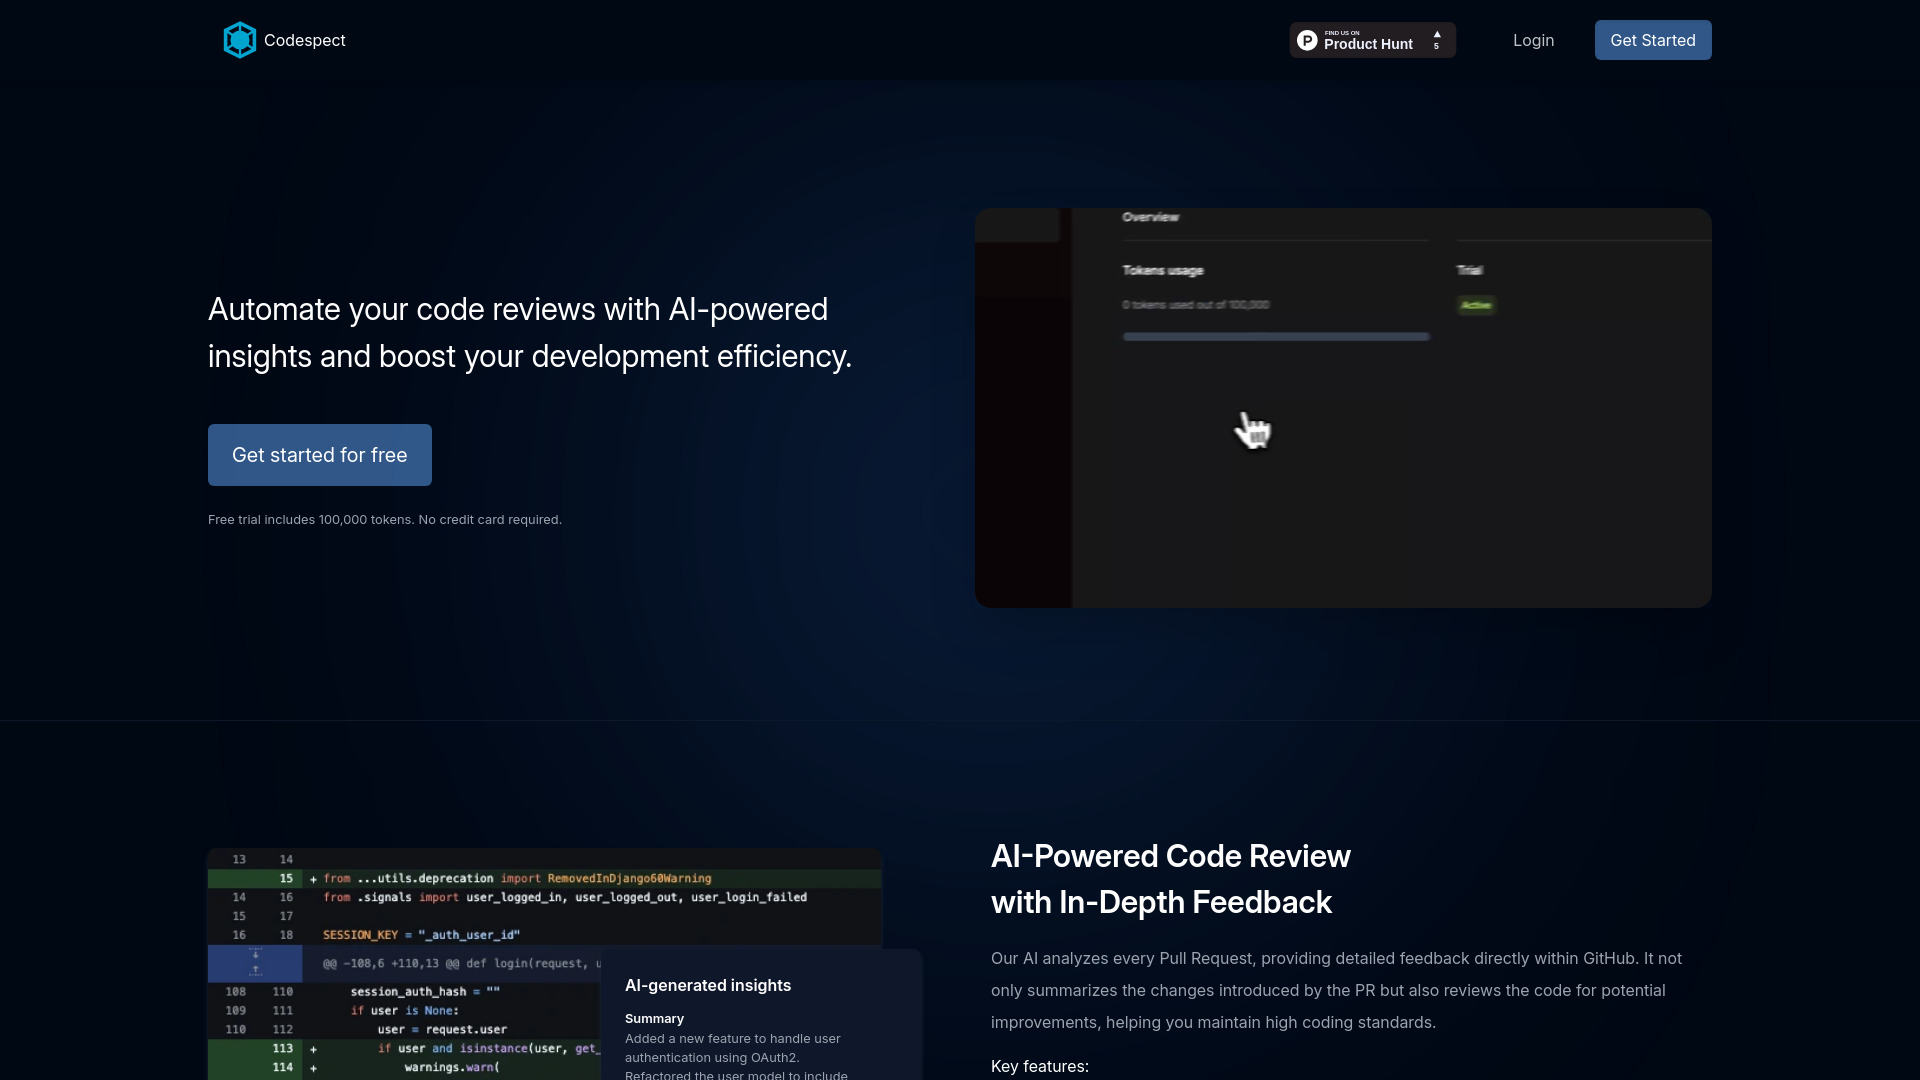 Codespect
FIND US ON
Product Hunt
5
Login
Get Started
Automate your code reviews with AI-powered
insights and boost your development efficiency.
Get started for free
Free trial includes 100,000 tokens. No credit card required.
Overview
Tokens usage
Trial
0 tokens used out of 100,000
Active
13 14
15 + from ...utils.deprecation import RemovedInDjango60Warning
14 16 from .signals import user_logged_in, user_logged_out, user_login_failed
15 17
16 18 SESSION_KEY = "_auth_user_id"
@@ -108,6 +110,13 @@ def login(request, u
108 110 session_auth_hash = ""
109 111 if user is None:
110 112 user = request.user
113 + if user and isinstance(user, get_
114 + warnings.warn(
AI-generated insights
Summary
Added a new feature to handle user
authentication using OAuth2.
Refactored the user model to include
AI-Powered Code Review
with In-Depth Feedback
Our AI analyzes every Pull Request, providing detailed feedback directly within GitHub. It not
only summarizes the changes introduced by the PR but also reviews the code for potential
improvements, helping you maintain high coding standards.
Key features: